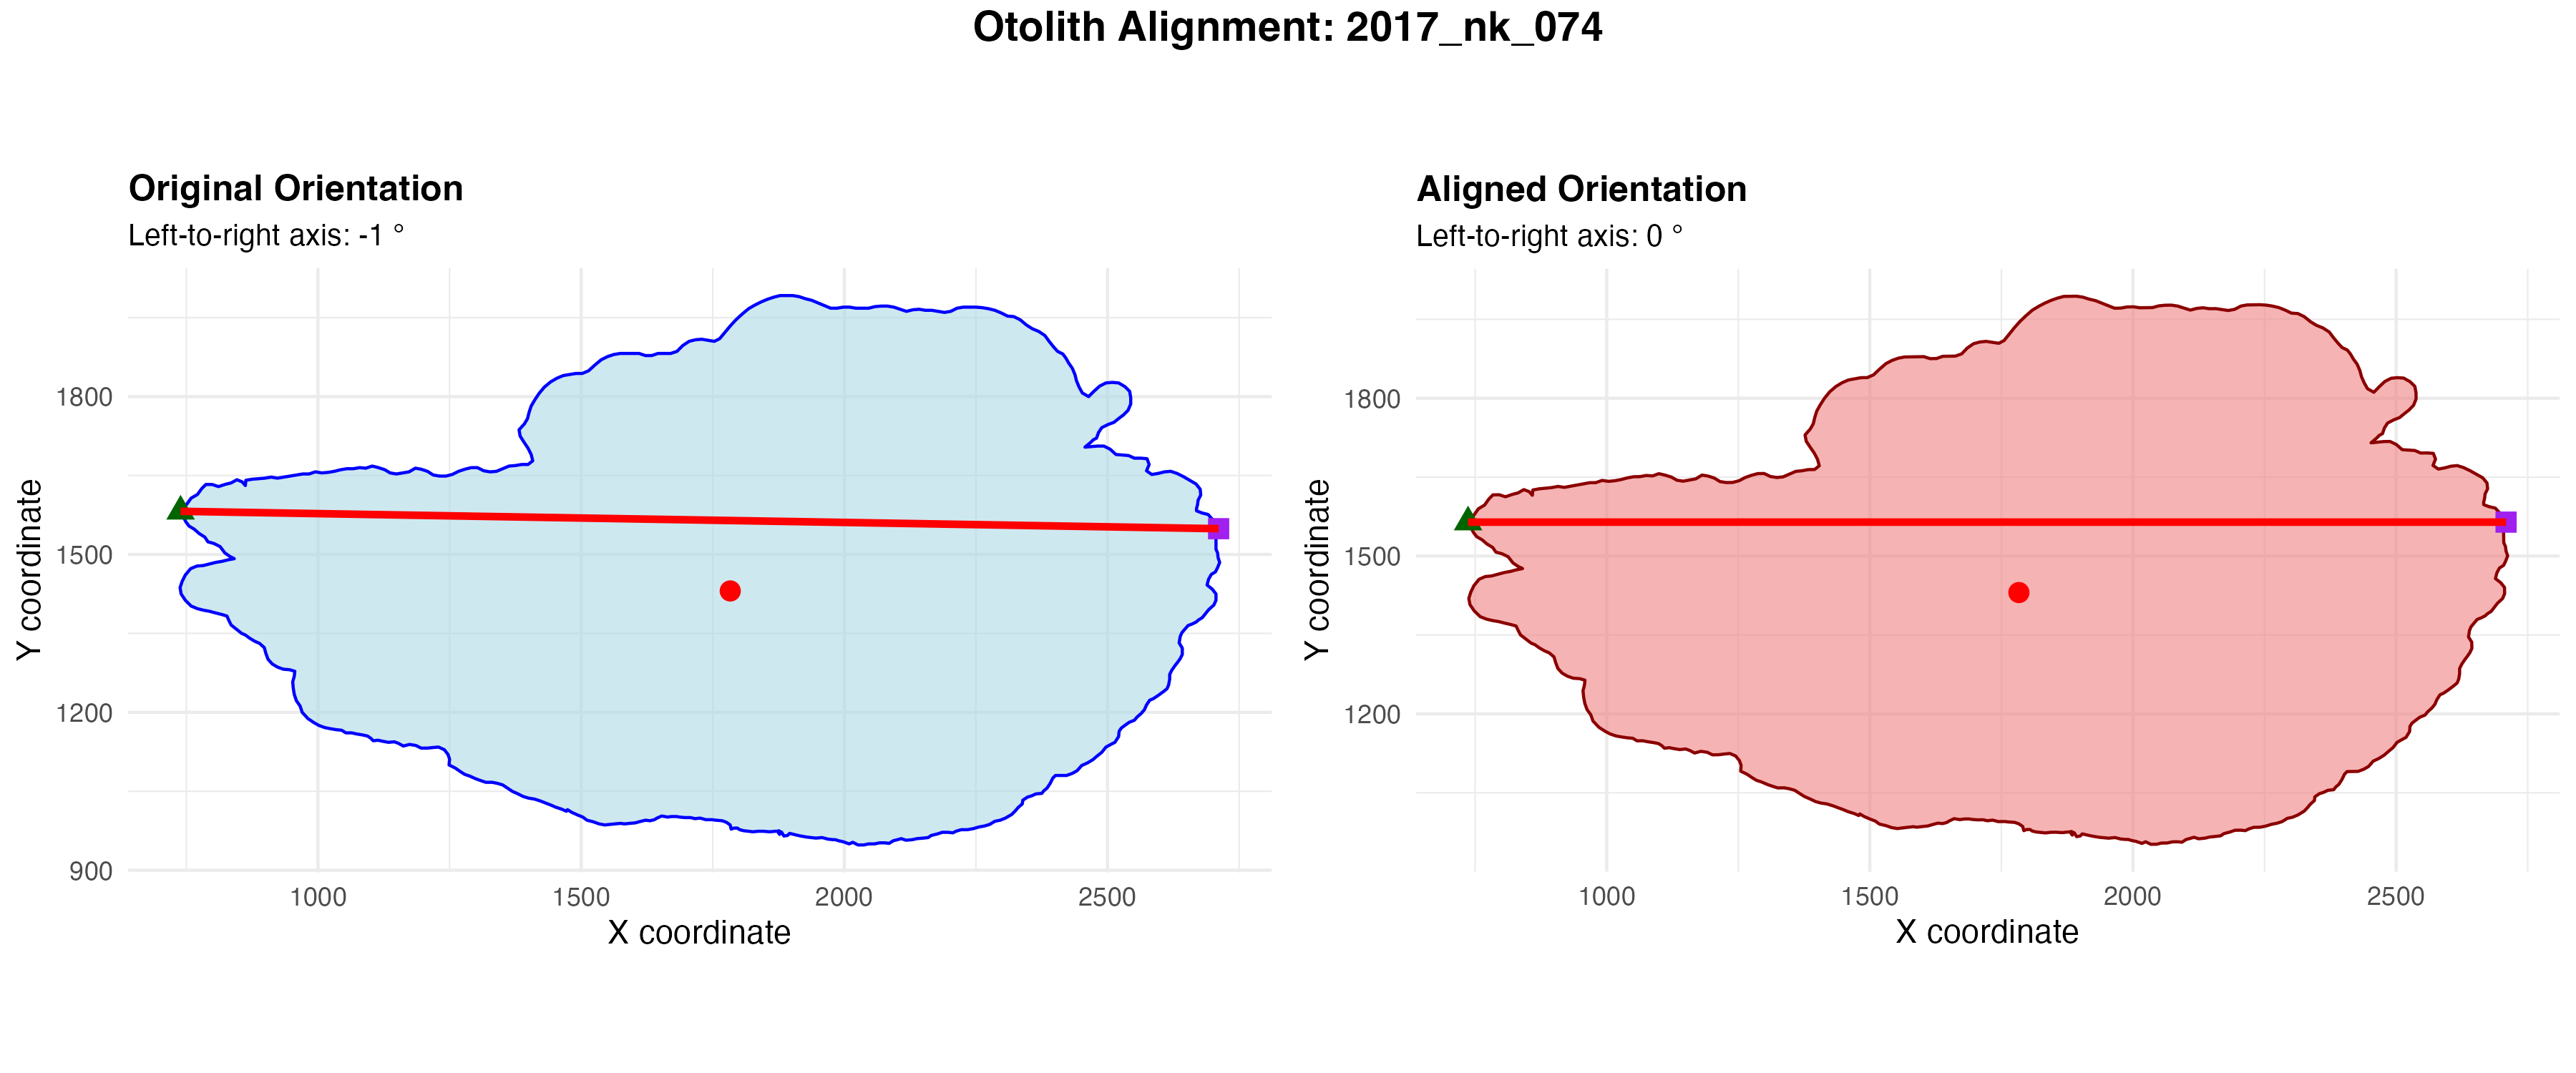 Otolith Alignment: 2017_nk_074
Original Orientation
Left-to-right axis: -1 °
Y coordinate
1800
1500
1200
900
1000 1500 2000 2500
X coordinate
Aligned Orientation
Left-to-right axis: 0 °
Y coordinate
1800
1500
1200
1000 1500 2000 2500
X coordinate